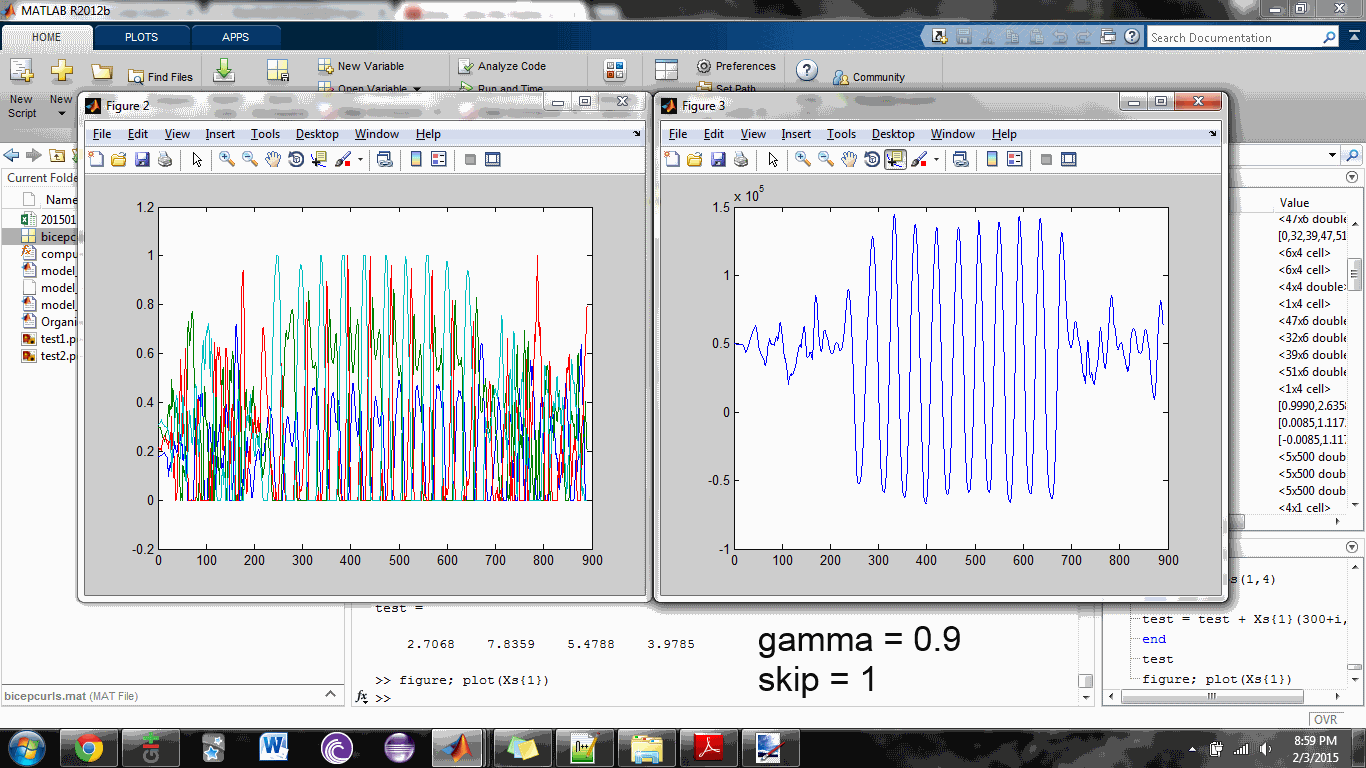 MATLAB R2012b
HOME PLOTS APPS
Search Documentation
New Script
New
Find Files
New Variable
Open Variable
Analyze Code
Run and Time
Preferences
Set Path
Community
Figure 2
File Edit View Insert Tools Desktop Window Help
1.2
1
0.8
0.6
0.4
0.2
0
-0.2
0 100 200 300 400 500 600 700 800 900
Figure 3
File Edit View Insert Tools Desktop Window Help
x 10^5
1.5
1
0.5
0
-0.5
-1
0 100 200 300 400 500 600 700 800 900
Current Folde
Name
201501
bicepcu
compu
model_
model_
model_
Organi
test1.p
test2.p
bicepcurls.mat (MAT File)
Value
<47x6 double
[0,32,39,47,51
<6x4 cell>
<6x4 cell>
<4x4 double>
<1x4 cell>
<47x6 double
<32x6 double
<39x6 double
<51x6 double
<1x4 cell>
[0.9990,2.6358
[0.0085,1.117
[-0.0085,1.117
<5x500 doub
<5x500 doub
<5x500 doub
<4x1 cell>
test =
2.7068 7.8359 5.4788 3.9785
>> figure; plot(Xs{1})
fx >>
gamma = 0.9
skip = 1
s(1,4)
test = test + Xs{1}(300+i,
end
test
figure; plot(Xs{1})
OVR
8:59 PM
2/3/2015